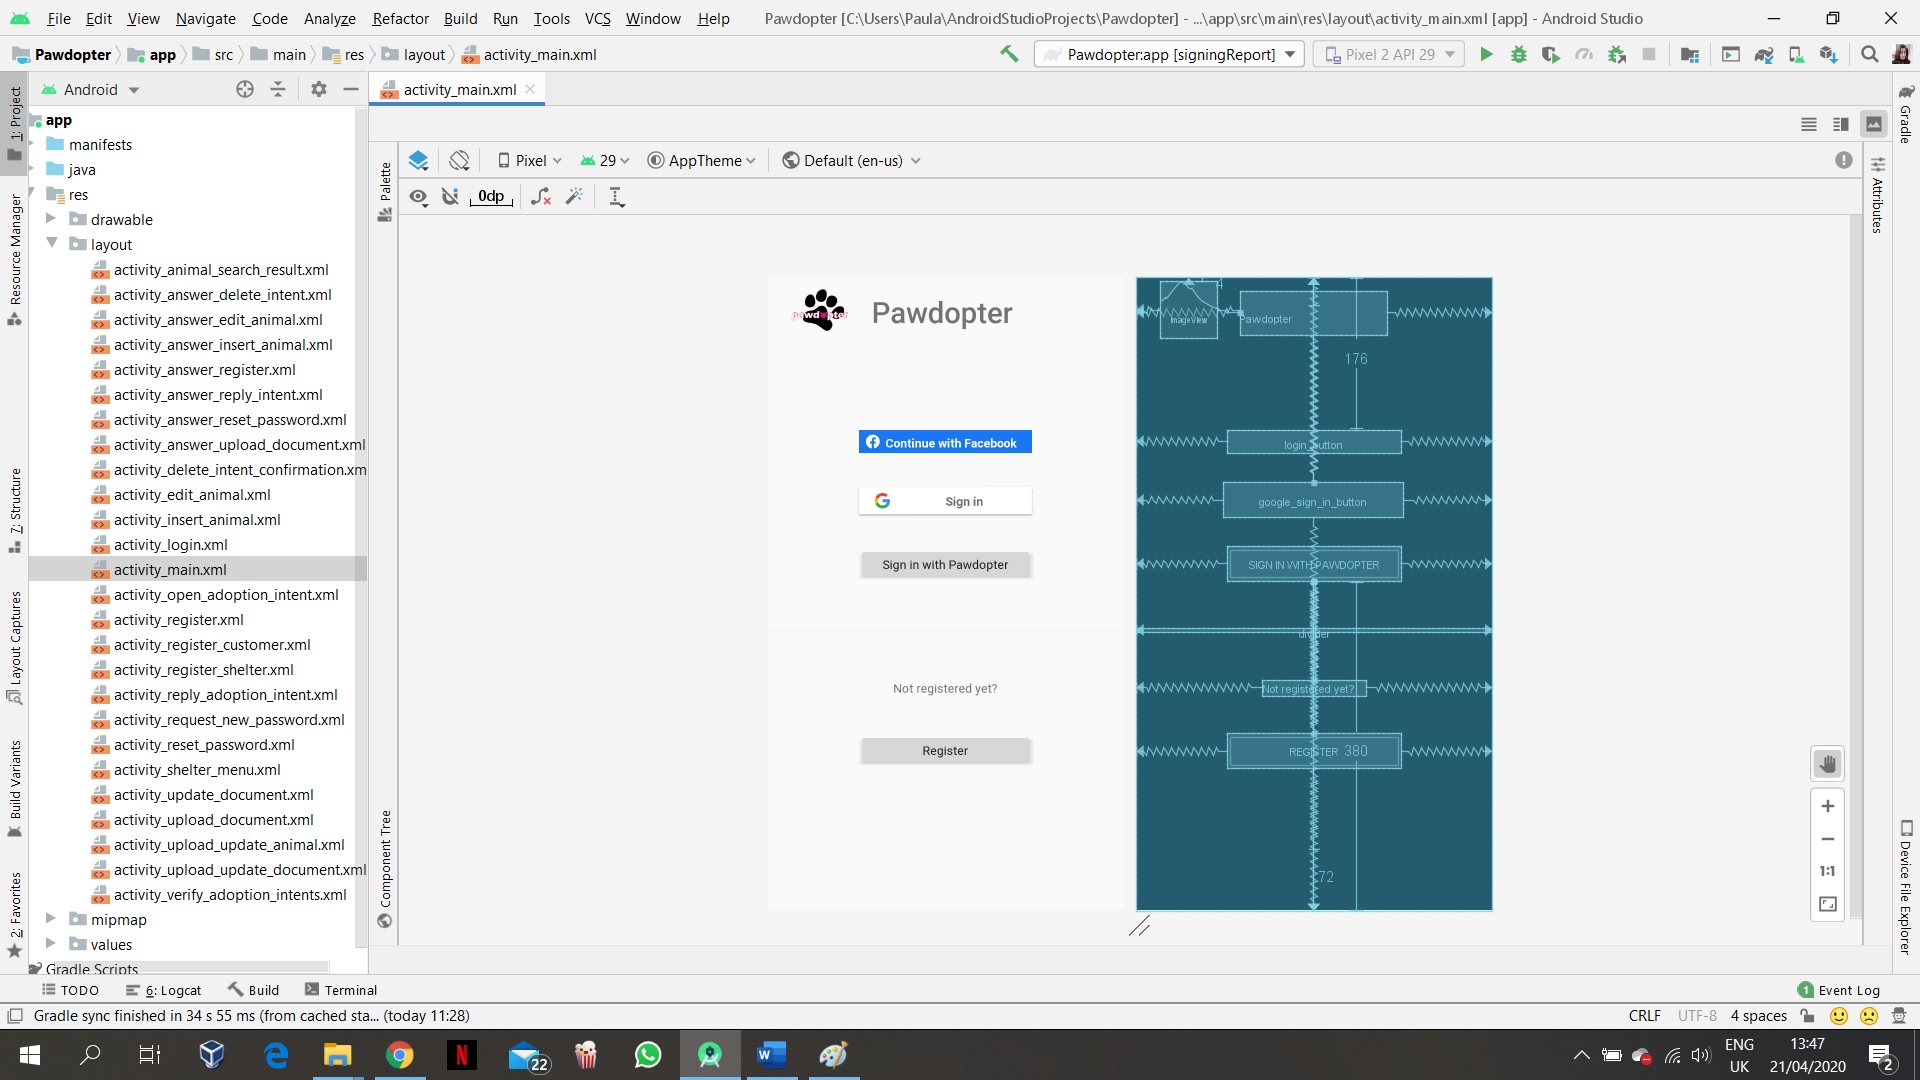 File Edit View Navigate Code Analyze Refactor Build Run Tools VCS Window Help Pawdopter [C:\Users\Paula\AndroidStudioProjects\Pawdopter] - ...\app\src\main\res\layout\activity_main.xml [app] - Android Studio
Pawdopter app src main res layout activity_main.xml Pawdopter:app [signingReport] Pixel 2 API 29
1: Project
Resource Manager
7: Structure
Layout Captures
Build Variants
2: Favorites
Android
app
manifests
java
res
drawable
layout
activity_animal_search_result.xml
activity_answer_delete_intent.xml
activity_answer_edit_animal.xml
activity_answer_insert_animal.xml
activity_answer_register.xml
activity_answer_reply_intent.xml
activity_answer_reset_password.xml
activity_answer_upload_document.xml
activity_delete_intent_confirmation.xm
activity_edit_animal.xml
activity_insert_animal.xml
activity_login.xml
activity_main.xml
activity_open_adoption_intent.xml
activity_register.xml
activity_register_customer.xml
activity_register_shelter.xml
activity_reply_adoption_intent.xml
activity_request_new_password.xml
activity_reset_password.xml
activity_shelter_menu.xml
activity_update_document.xml
activity_upload_document.xml
activity_upload_update_animal.xml
activity_upload_update_document.xml
activity_verify_adoption_intents.xml
mipmap
values
Gradle Scripts
activity_main.xml
Palette
Component Tree
Pixel 29 AppTheme Default (en-us)
0dp
pawdopter
Pawdopter
Continue with Facebook
Sign in
Sign in with Pawdopter
Not registered yet?
Register
ImageView
Pawdopter
176
login_button
google_sign_in_button
SIGN IN WITH PAWDOPTER
divider
Not registered yet?
REGISTER 380
72
1:1
Gradle
Attributes
Device File Explorer
TODO 6: Logcat Build Terminal 1 Event Log
Gradle sync finished in 34 s 55 ms (from cached sta... (today 11:28) CRLF UTF-8 4 spaces
22
ENG
UK
13:47
21/04/2020
2